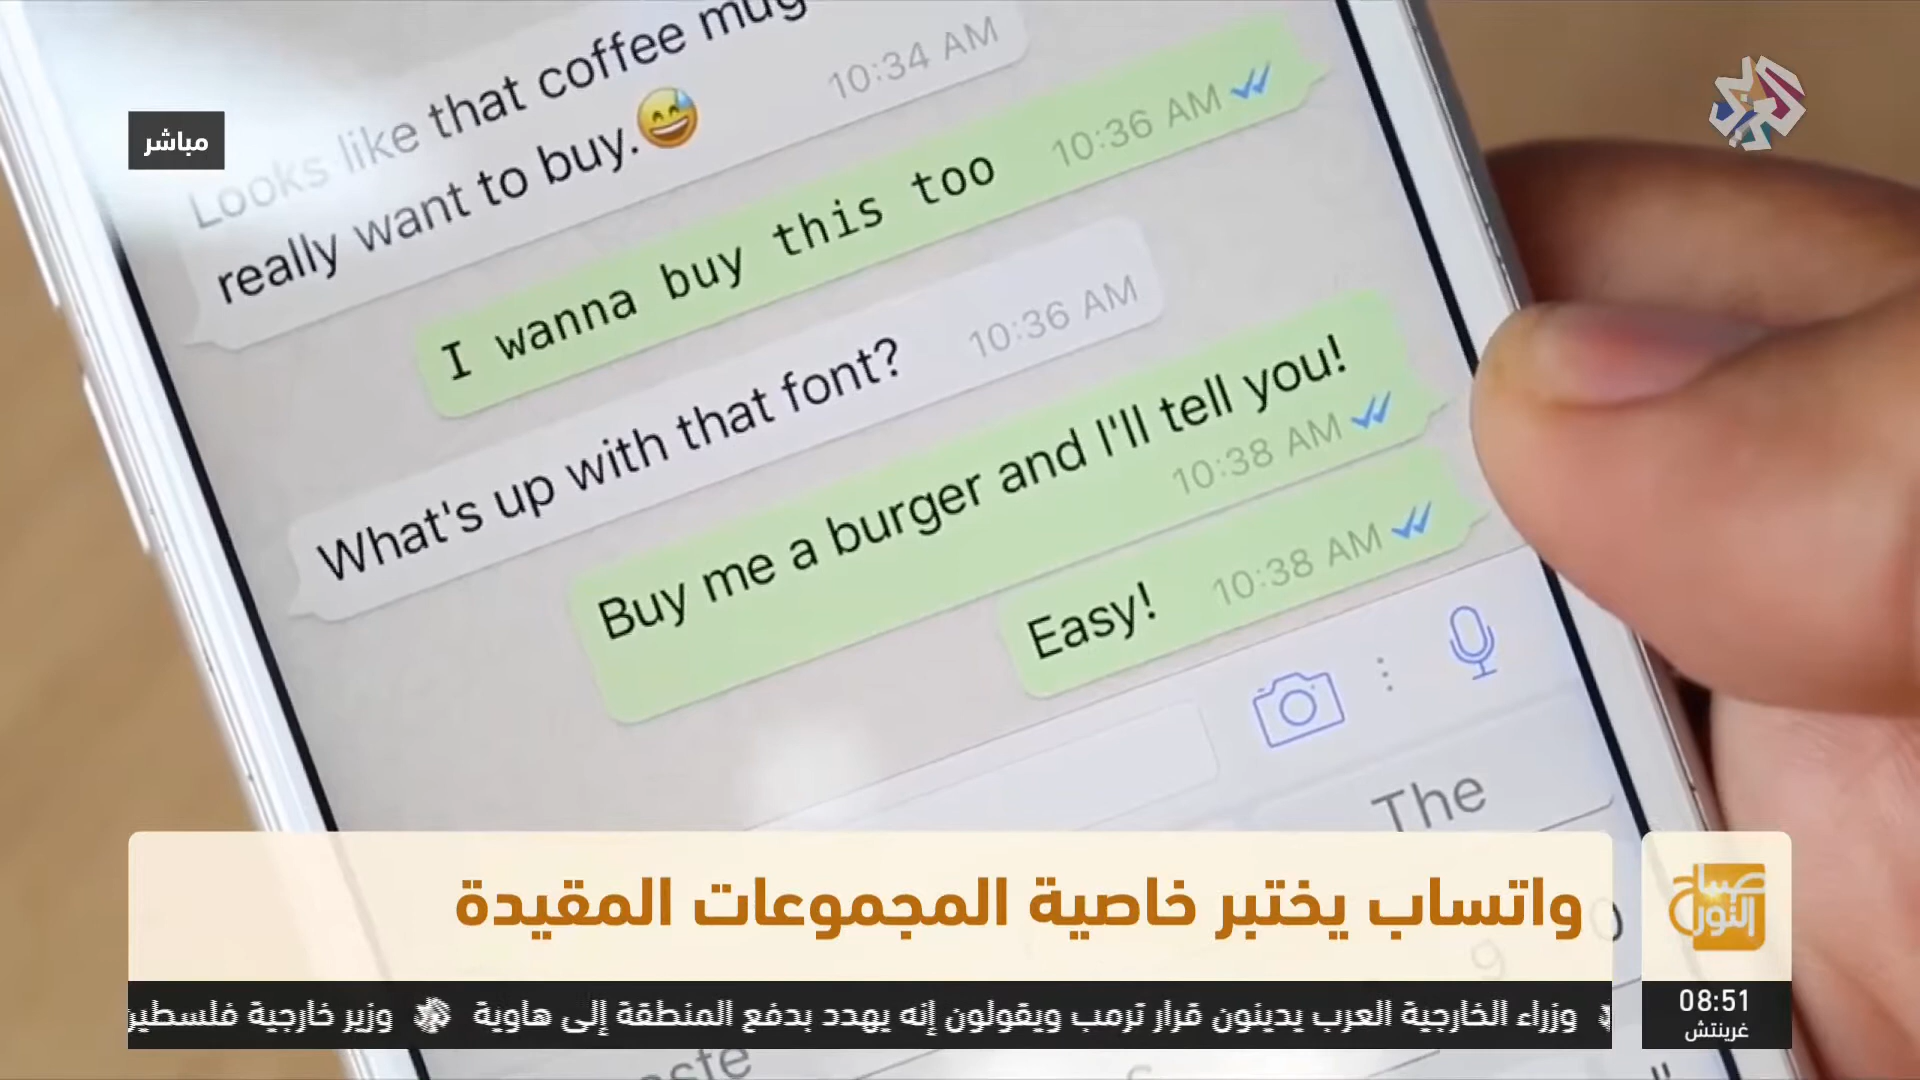 Looks like that coffee mug
really want to buy.😅 10:34 AM
مباشر
I wanna buy this too 10:36 AM
What's up with that font? 10:36 AM
Buy me a burger and I'll tell you!
10:38 AM
Easy! 10:38 AM
The
واتساب يختبر خاصية المجموعات المقيدة
صباح النور
وزراء الخارجية العرب يدينون قرار ترمب ويقولون إنه يهدد بدفع المنطقة إلى هاوية وزير خارجية فلسطين
08:51
غرينتش